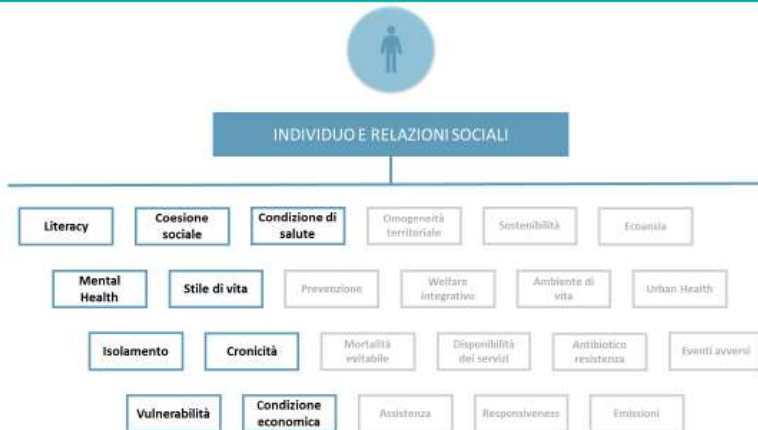 INDIVIDUO E RELAZIONI SOCIALI
Literacy
Coesione
sociale
Condizione di
salute
Omogeneità
territoriale
Sostenibilità
Ecoansia
Mental
Health
Stile di vita
Prevenzione
Welfare
integrativo
Ambiente di
vita
Urban Health
Isolamento
Cronicità
Mortalità
evitabile
Disponibilità
dei servizi
Antibiotico
resistenza
Eventi avversi
Vulnerabilità
Condizione
economica
Assistenza
Responsiveness
Emissioni